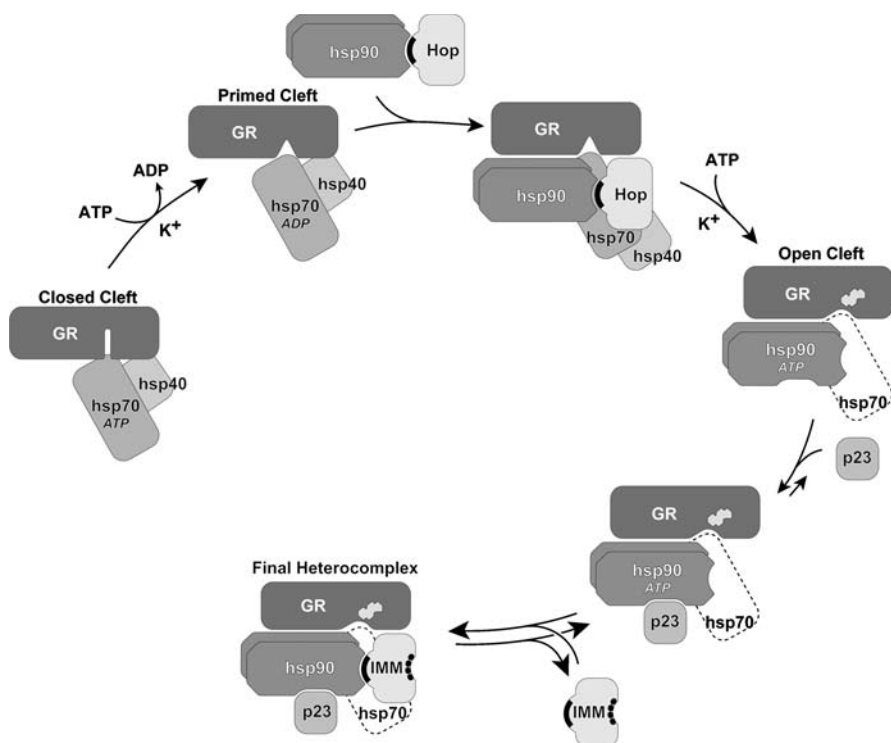 hsp90
Hop
Primed Cleft
GR
hsp40
hsp70
ADP
ATP
ADP
K+
Closed Cleft
GR
hsp40
hsp70
ATP
GR
hsp90
Hop
hsp70
hsp40
ATP
K+
Open Cleft
GR
hsp90
ATP
hsp70
p23
GR
hsp90
ATP
p23
hsp70
Final Heterocomplex
GR
hsp90
IMM
p23
hsp70
IMM